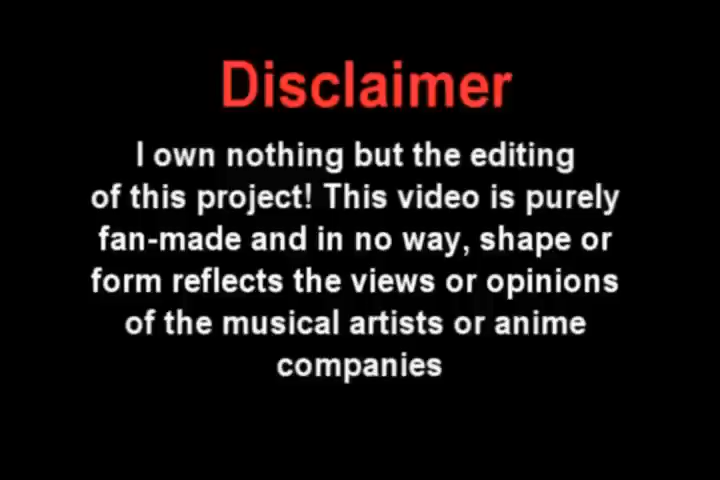 Disclaimer
I own nothing but the editing
of this project! This video is purely
fan-made and in no way, shape or
form reflects the views or opinions
of the musical artists or anime
companies